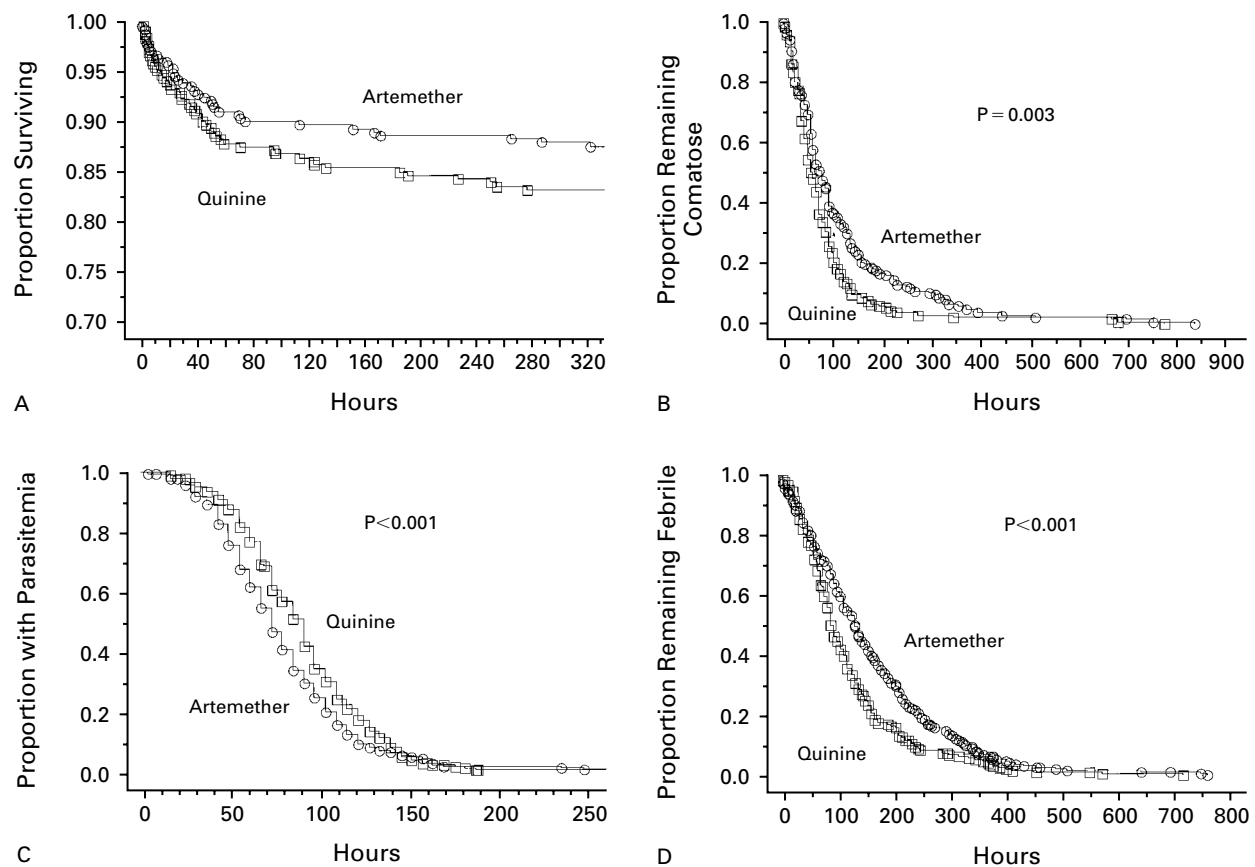 1.00
0.95
0.90
0.85
0.80
0.75
0.70
Proportion Surviving
Artemether
Quinine
0 40 80 120 160 200 240 280 320
A
Hours
1.0
0.8
0.6
0.4
0.2
0.0
Proportion Remaining
Comatose
P = 0.003
Artemether
Quinine
0 100 200 300 400 500 600 700 800 900
B
Hours
1.0
0.8
0.6
0.4
0.2
0.0
Proportion with Parasitemia
P<0.001
Quinine
Artemether
0 50 100 150 200 250
C
Hours
1.0
0.8
0.6
0.4
0.2
0.0
Proportion Remaining Febrile
P<0.001
Artemether
Quinine
0 100 200 300 400 500 600 700 800
D
Hours